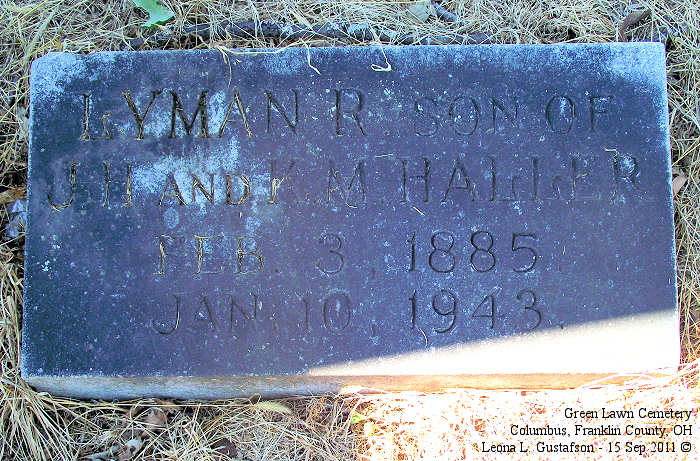 LYMAN R. SON OF
J.H. AND K.M. HALLER
FEB. 3, 1885.
JAN. 10, 1943.
Green Lawn Cemetery
Columbus, Franklin County, OH
Leona L. Gustafson - 15 Sep 2011 ©